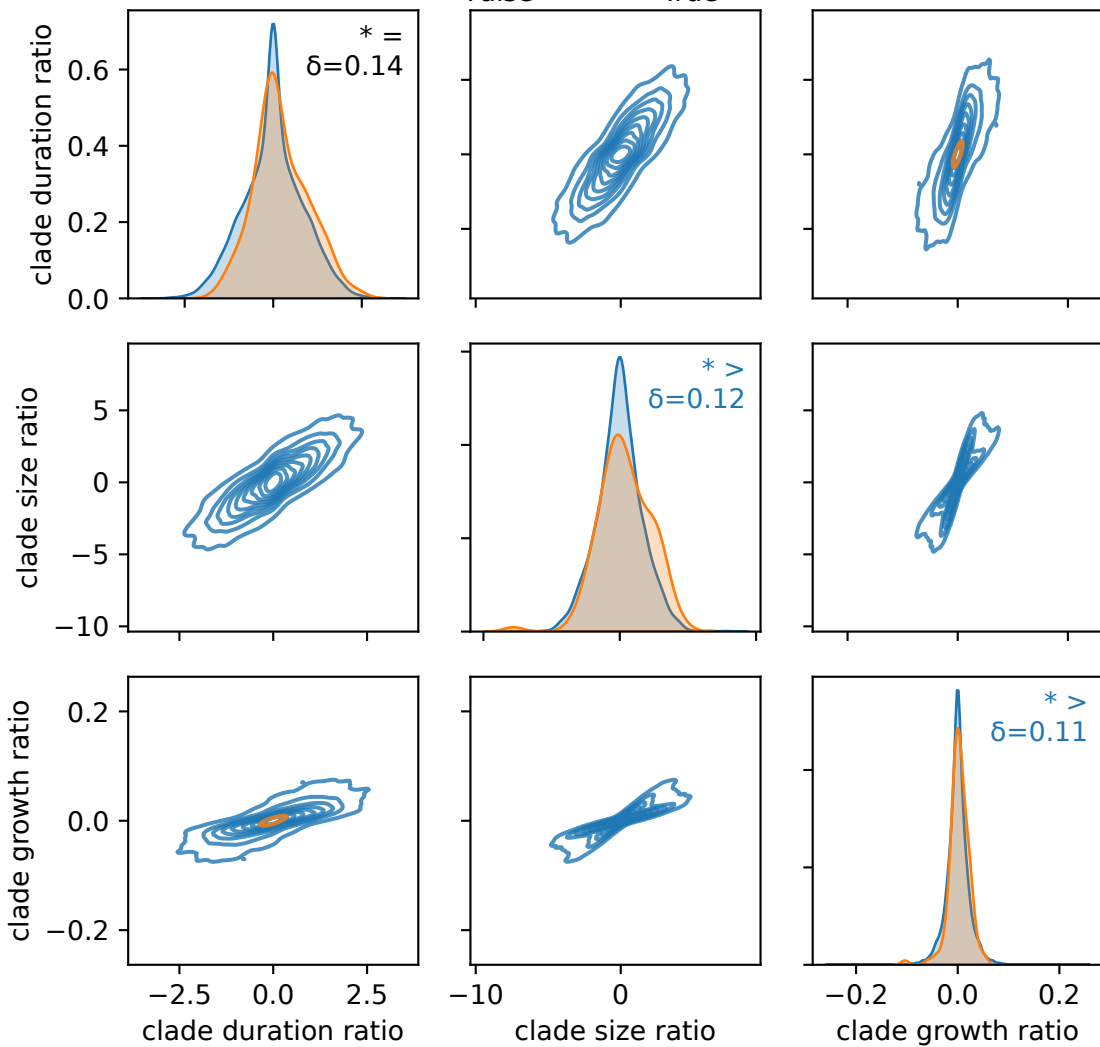 clade duration ratio
0.6
0.4
0.2
0.0
* =
δ=0.14
clade size ratio
5
0
−5
−10
* >
δ=0.12
clade growth ratio
0.2
0.0
−0.2
* >
δ=0.11
−2.5 0.0 2.5
−10 0
−0.2 0.0 0.2
clade duration ratio
clade size ratio
clade growth ratio